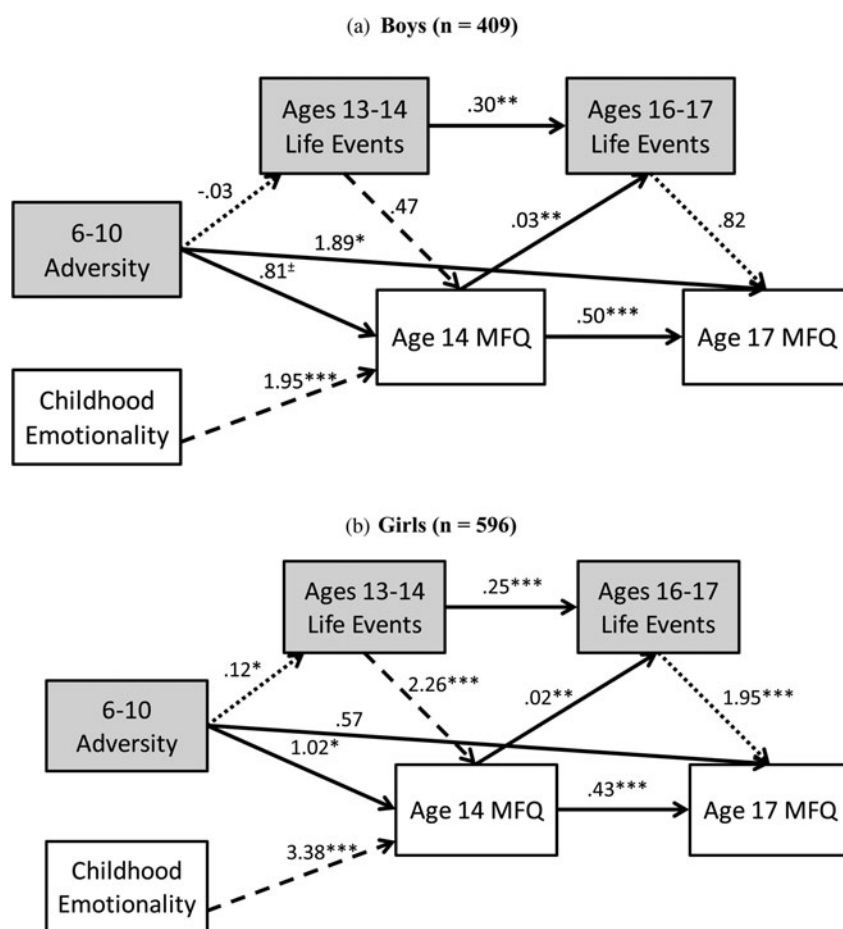 (a) Boys (n = 409)
Ages 13-14
Life Events
.30**
Ages 16-17
Life Events
-.03
.47
.03**
.82
6-10
Adversity
1.89*
.81±
Age 14 MFQ
.50***
Age 17 MFQ
Childhood
Emotionality
1.95***
(b) Girls (n = 596)
Ages 13-14
Life Events
.25***
Ages 16-17
Life Events
.12*
2.26***
.02**
1.95***
6-10
Adversity
.57
1.02*
Age 14 MFQ
.43***
Age 17 MFQ
Childhood
Emotionality
3.38***